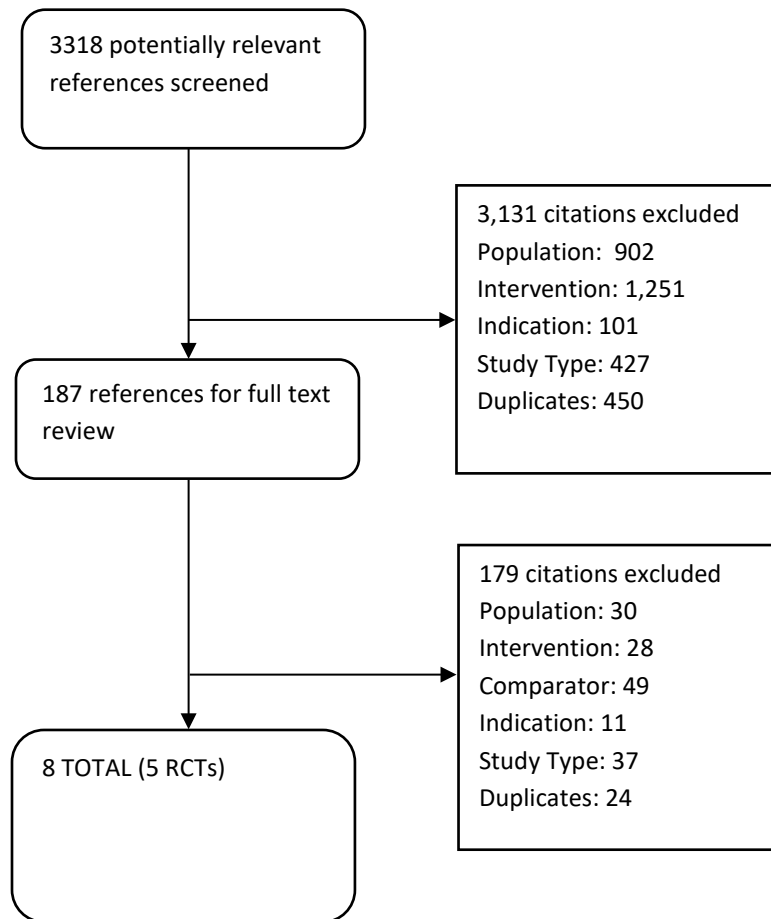 3318 potentially relevant
references screened
3,131 citations excluded
Population:  902
Intervention: 1,251
Indication: 101
Study Type: 427
Duplicates: 450
187 references for full text
review
179 citations excluded
Population: 30
Intervention: 28
Comparator: 49
Indication: 11
Study Type: 37
Duplicates: 24
8 TOTAL (5 RCTs)